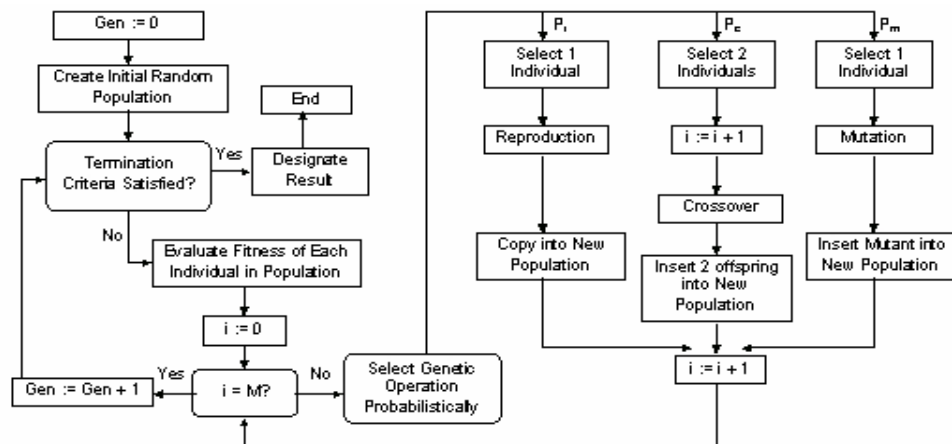 Gen := 0
Create Initial Random
Population
End
Termination
Criteria Satisfied?
Yes
Designate
Result
No
Evaluate Fitness of Each
Individual in Population
i := 0
Gen := Gen + 1
Yes
i = M?
No
Select Genetic
Operation
Probabilistically
Pr
Select 1
Individual
Reproduction
Copy into New
Population
Pc
Select 2
Individuals
i := i + 1
Crossover
Insert 2 offspring
into New
Population
Pm
Select 1
Individual
Mutation
Insert Mutant into
New Population
i := i + 1